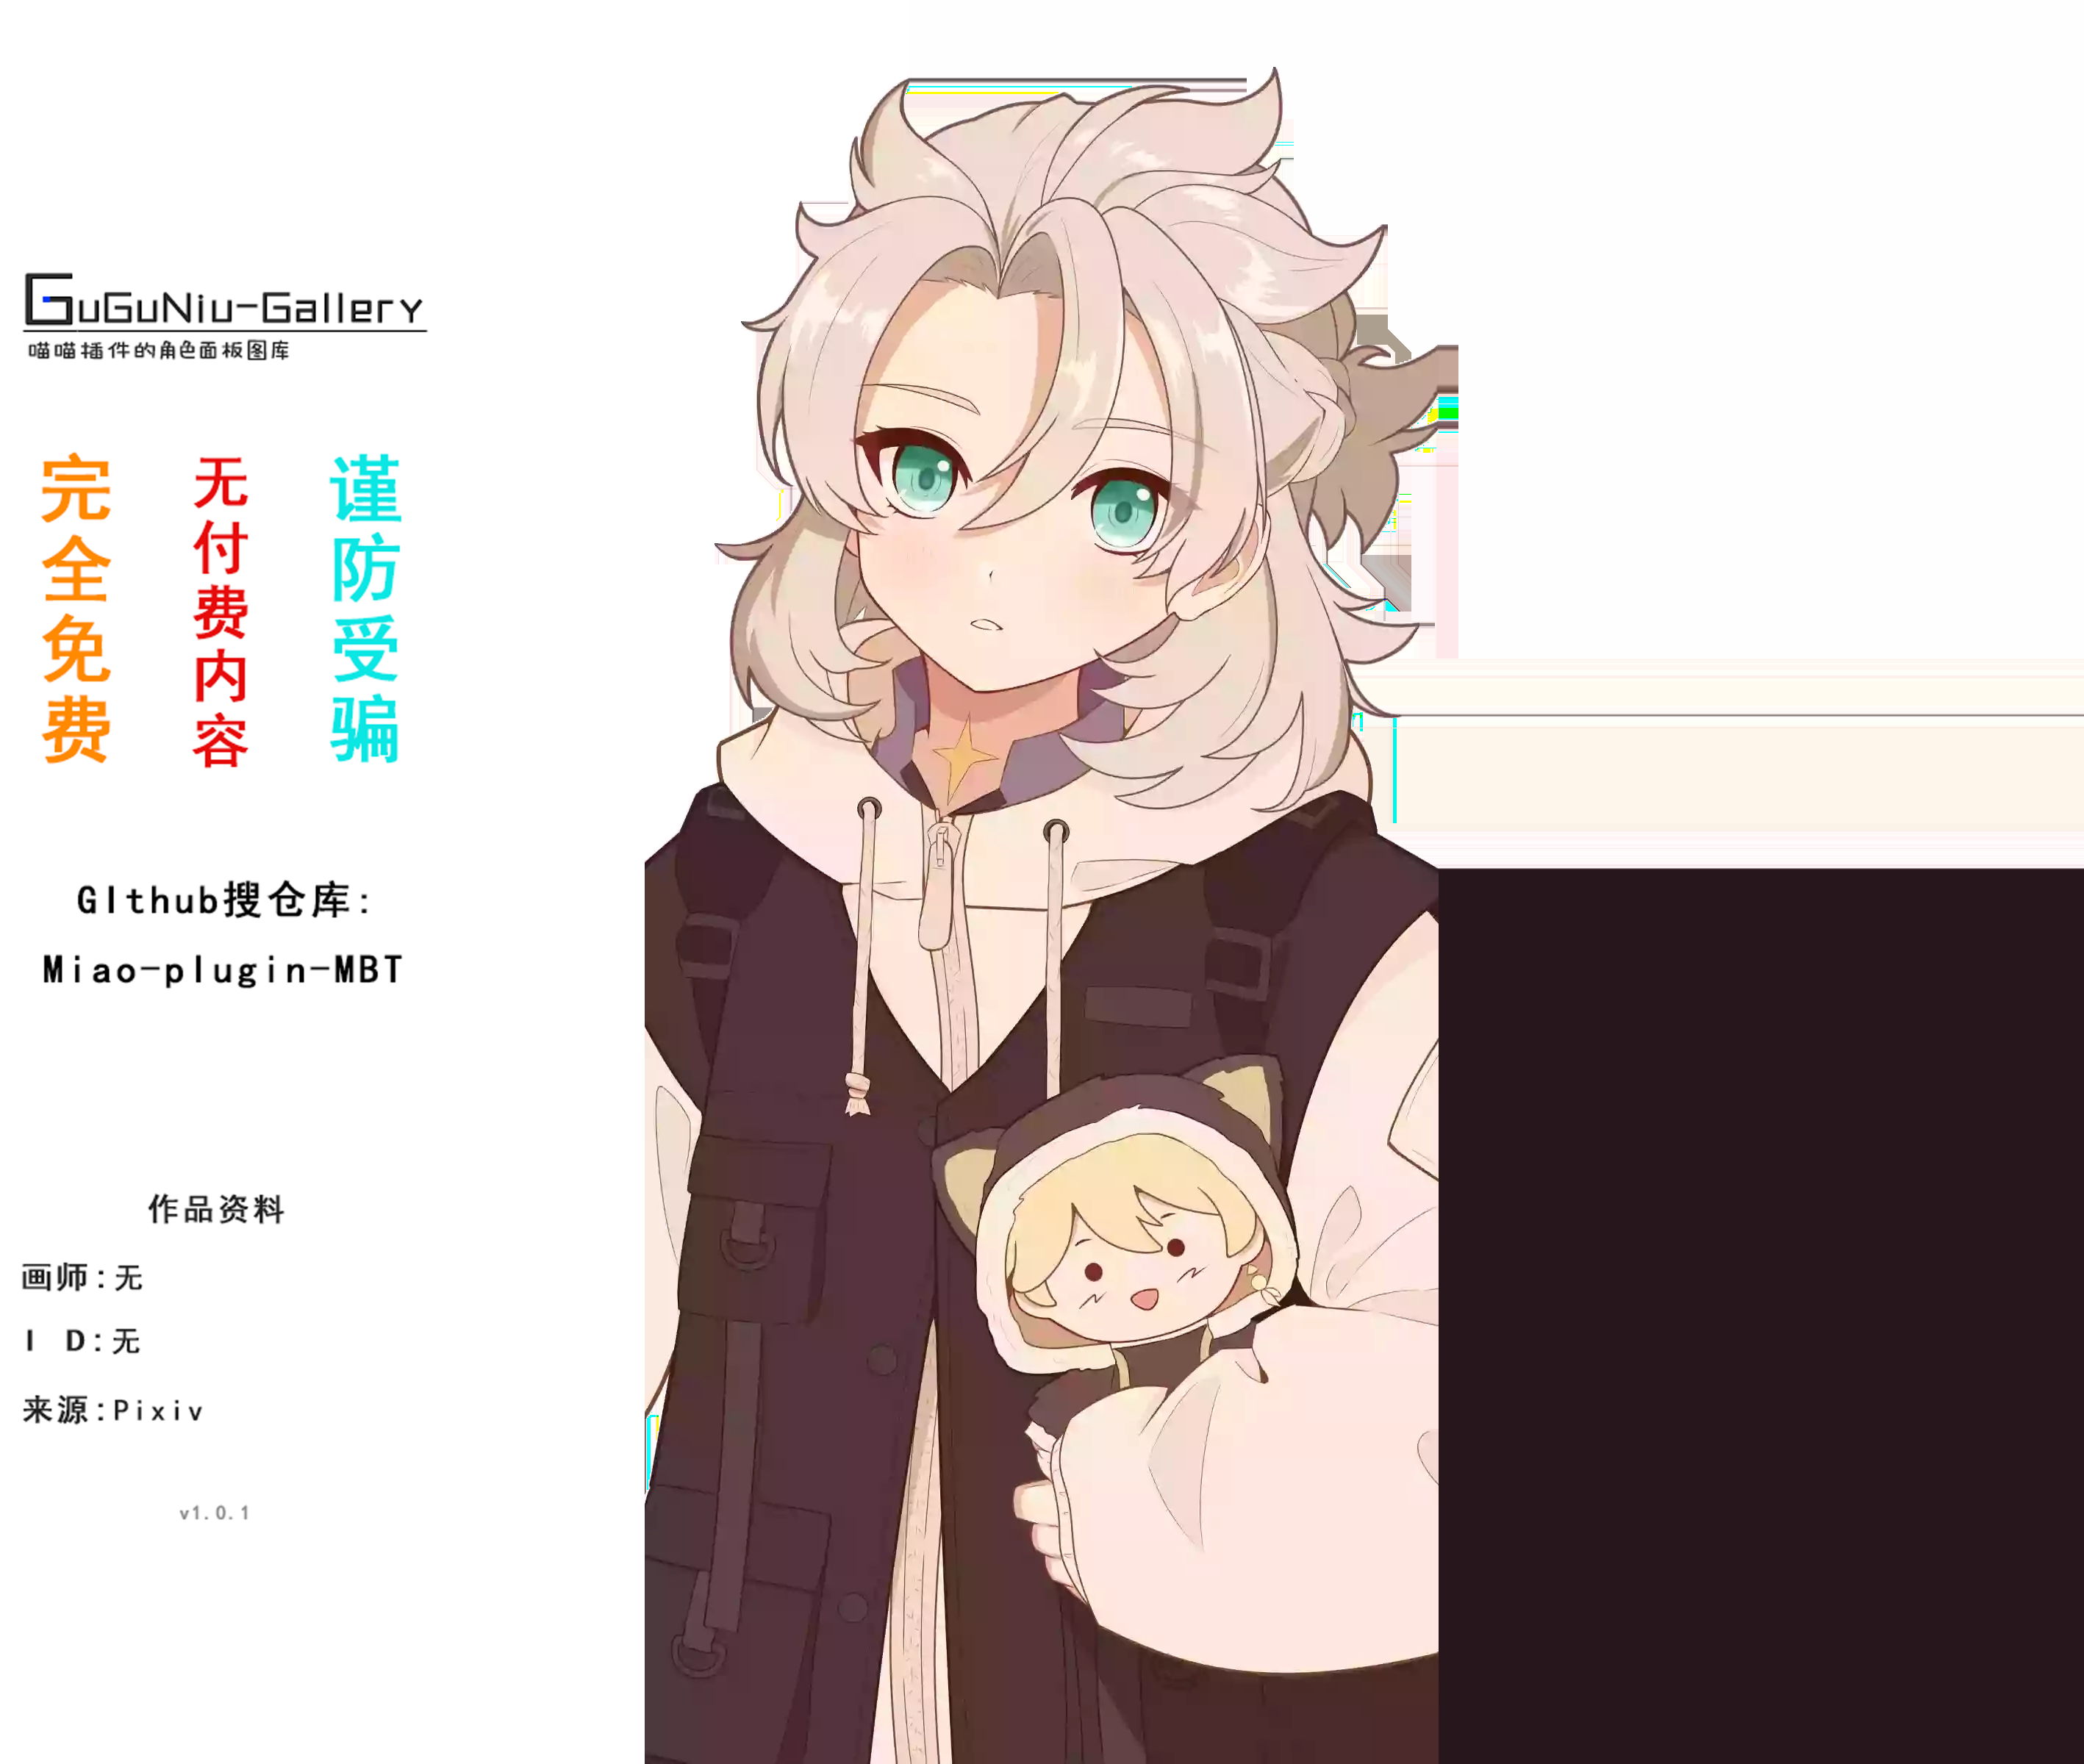 GuGuNiu-Gallery
喵喵插件的角色面板图库
完全免费
无付费内容
谨防受骗
GIthub搜仓库:
Miao-plugin-MBT
作品资料
画师:无
I D:无
来源:Pixiv
v1.0.1